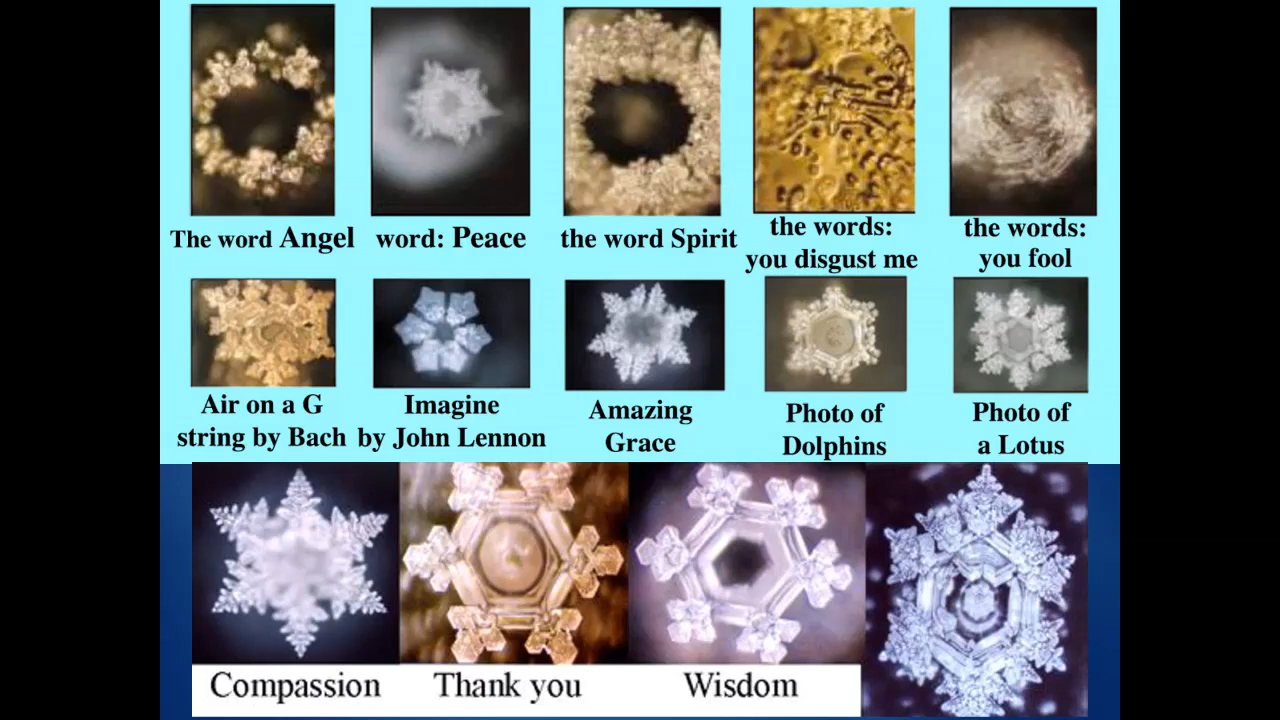 The word Angel
word: Peace
the word Spirit
the words:
you disgust me
the words:
you fool
Air on a G
string by Bach
Imagine
by John Lennon
Amazing
Grace
Photo of
Dolphins
Photo of
a Lotus
Compassion
Thank you
Wisdom